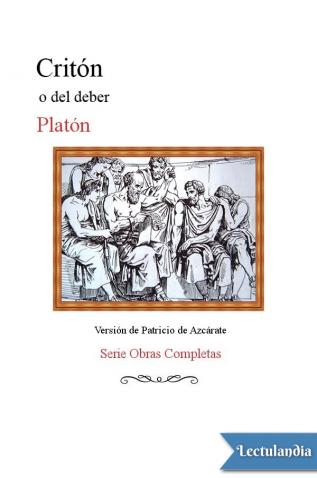 Critón
o del deber
Platón
Versión de Patricio de Azcárate
Serie Obras Completas
Lectulandia